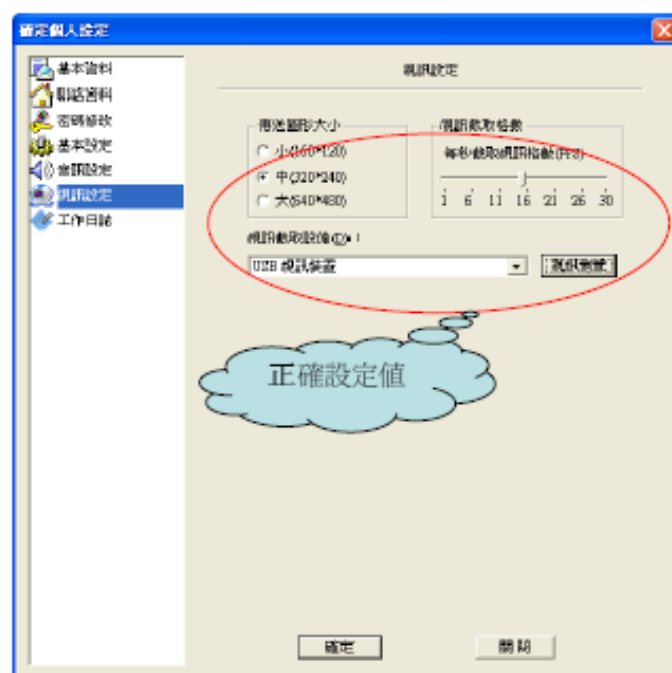 確定個人設定
基本資料
聯絡資料
密碼修改
基本設定
音訊設定
視訊設定
工作日誌
視訊設定
傳送圖形大小
小(160*120)
中(320*240)
大(640*480)
視訊截取格數
每秒截取視訊格數(FPS)
1 6 11 16 21 26 30
視訊截取設備(D):
USB 視訊裝置
正確設定值
確定
關閉